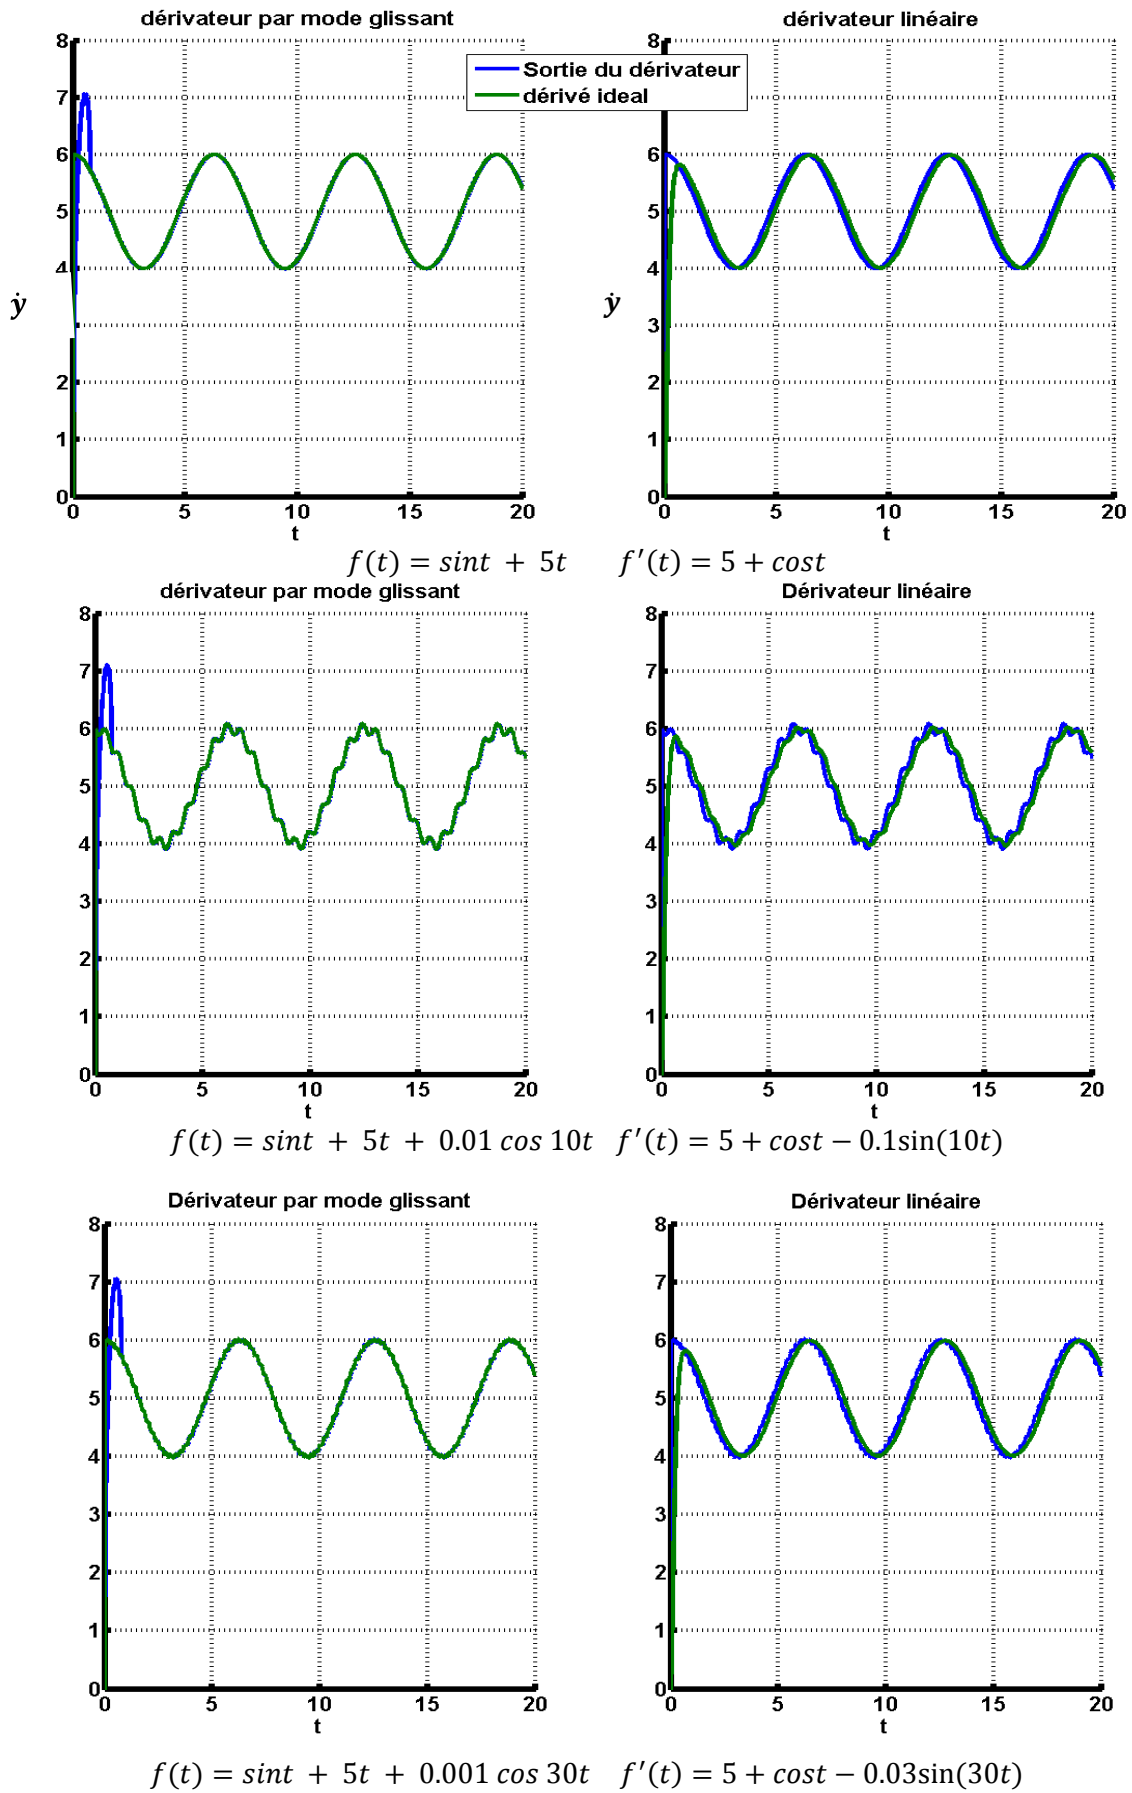 dérivateur par mode glissant
dérivateur linéaire
Sortie du dérivateur
dérivé ideal
8
7
6
5
4
3
2
1
0
ẏ
0 5 10 15 20
t
8
7
6
5
4
3
2
1
0
ẏ
0 5 10 15 20
t
f(t) = sint + 5t f′(t) = 5 + cost
dérivateur par mode glissant
Dérivateur linéaire
8
7
6
5
4
3
2
1
0
0 5 10 15 20
t
8
7
6
5
4
3
2
1
0
0 5 10 15 20
t
f(t) = sint + 5t + 0.01 cos 10t f′(t) = 5 + cost − 0.1sin(10t)
Dérivateur par mode glissant
Dérivateur linéaire
8
7
6
5
4
3
2
1
0
0 5 10 15 20
t
8
7
6
5
4
3
2
1
0
0 5 10 15 20
t
f(t) = sint + 5t + 0.001 cos 30t f′(t) = 5 + cost − 0.03sin(30t)